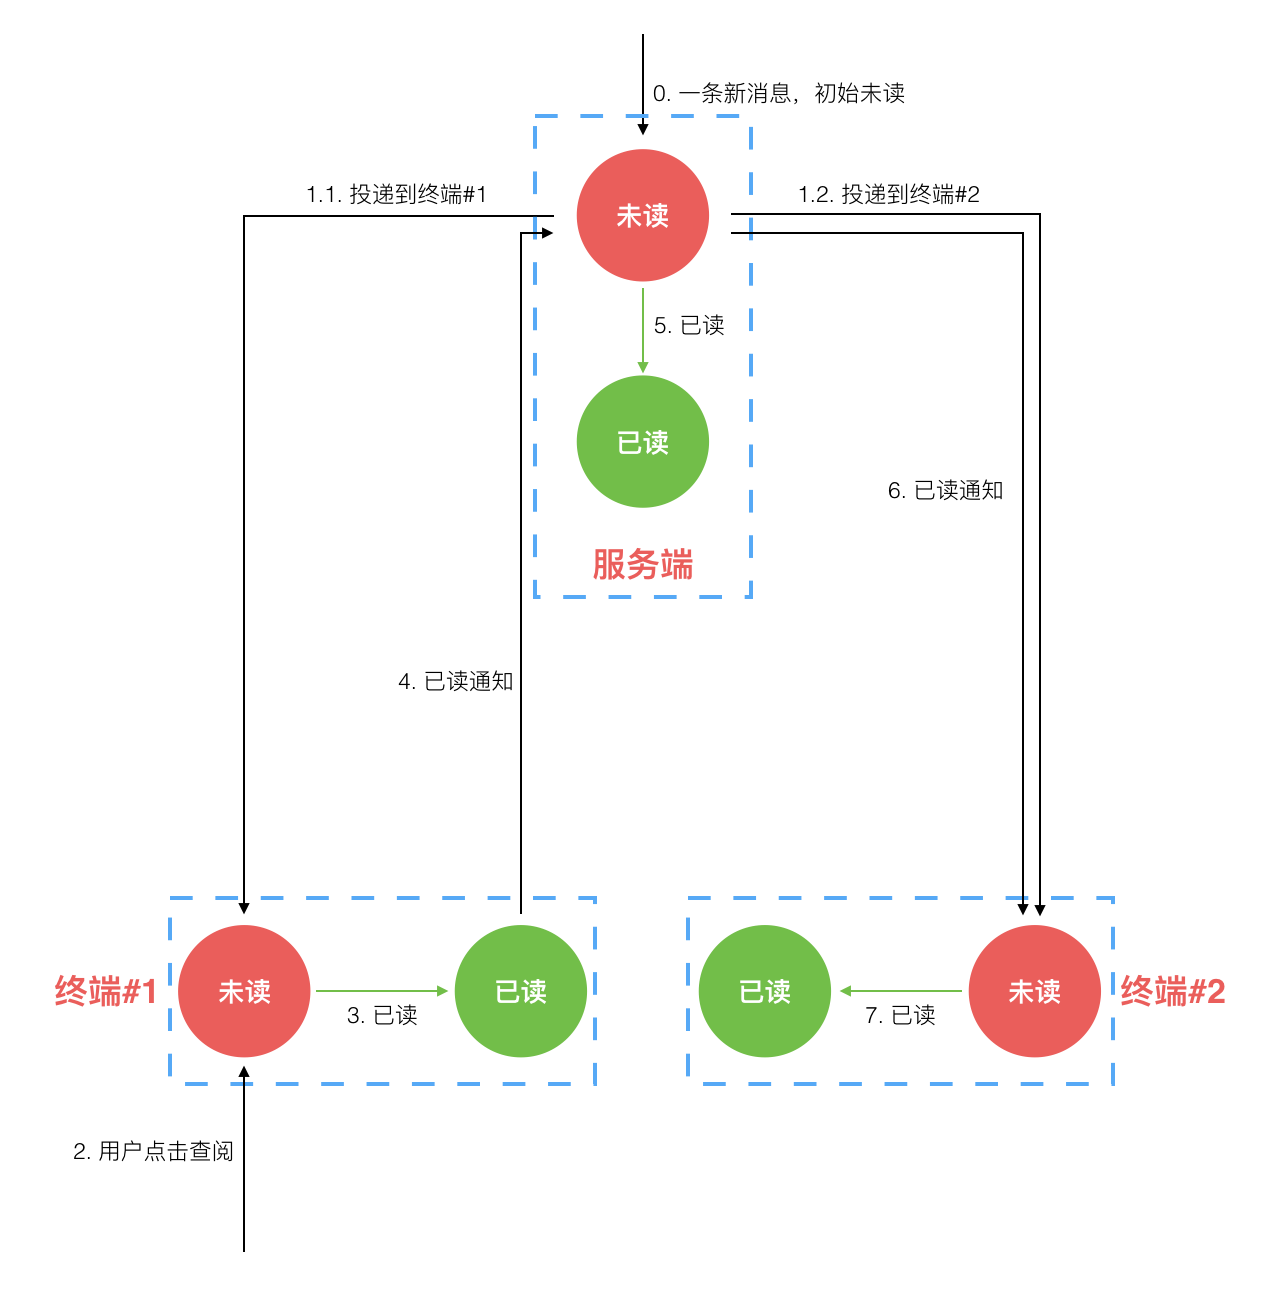 0. 一条新消息，初始未读
1.1. 投递到终端#1
未读
1.2. 投递到终端#2
5. 已读
已读
6. 已读通知
服务端
4. 已读通知
终端#1
未读
3. 已读
已读
已读
7. 已读
未读
终端#2
2. 用户点击查阅